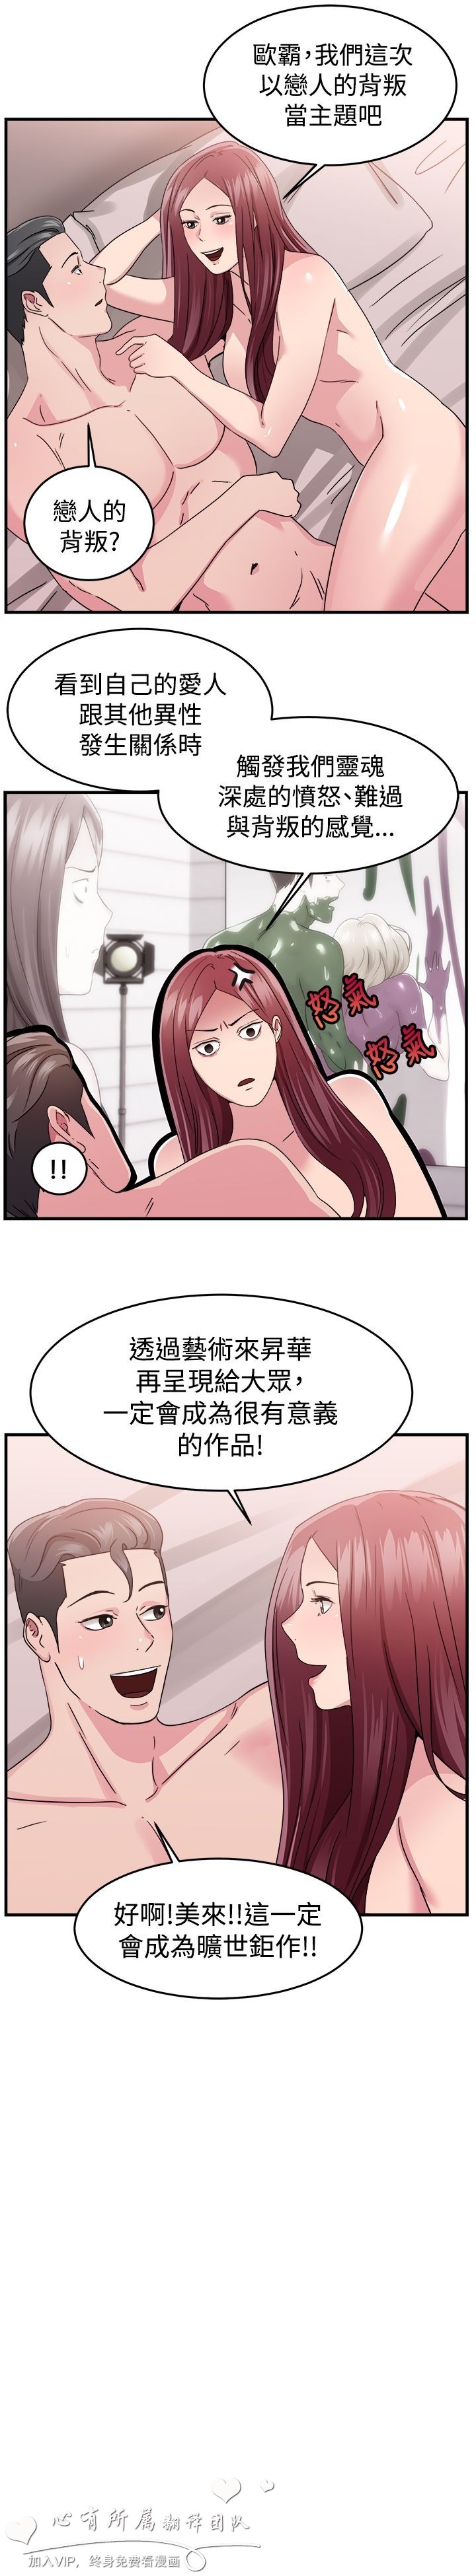 歐霸,我們這次
以戀人的背叛
當主題吧
戀人的
背叛?
看到自己的愛人
跟其他異性
發生關係時
觸發我們靈魂
深處的憤怒、難過
與背叛的感覺...
怒氣
怒氣
!!
透過藝術來昇華
再呈現給大眾,
一定會成為很有意義
的作品!
好啊!美來!!這一定
會成為曠世鉅作!!
心有所属翻译团队
加入VIP，终身免费看漫画